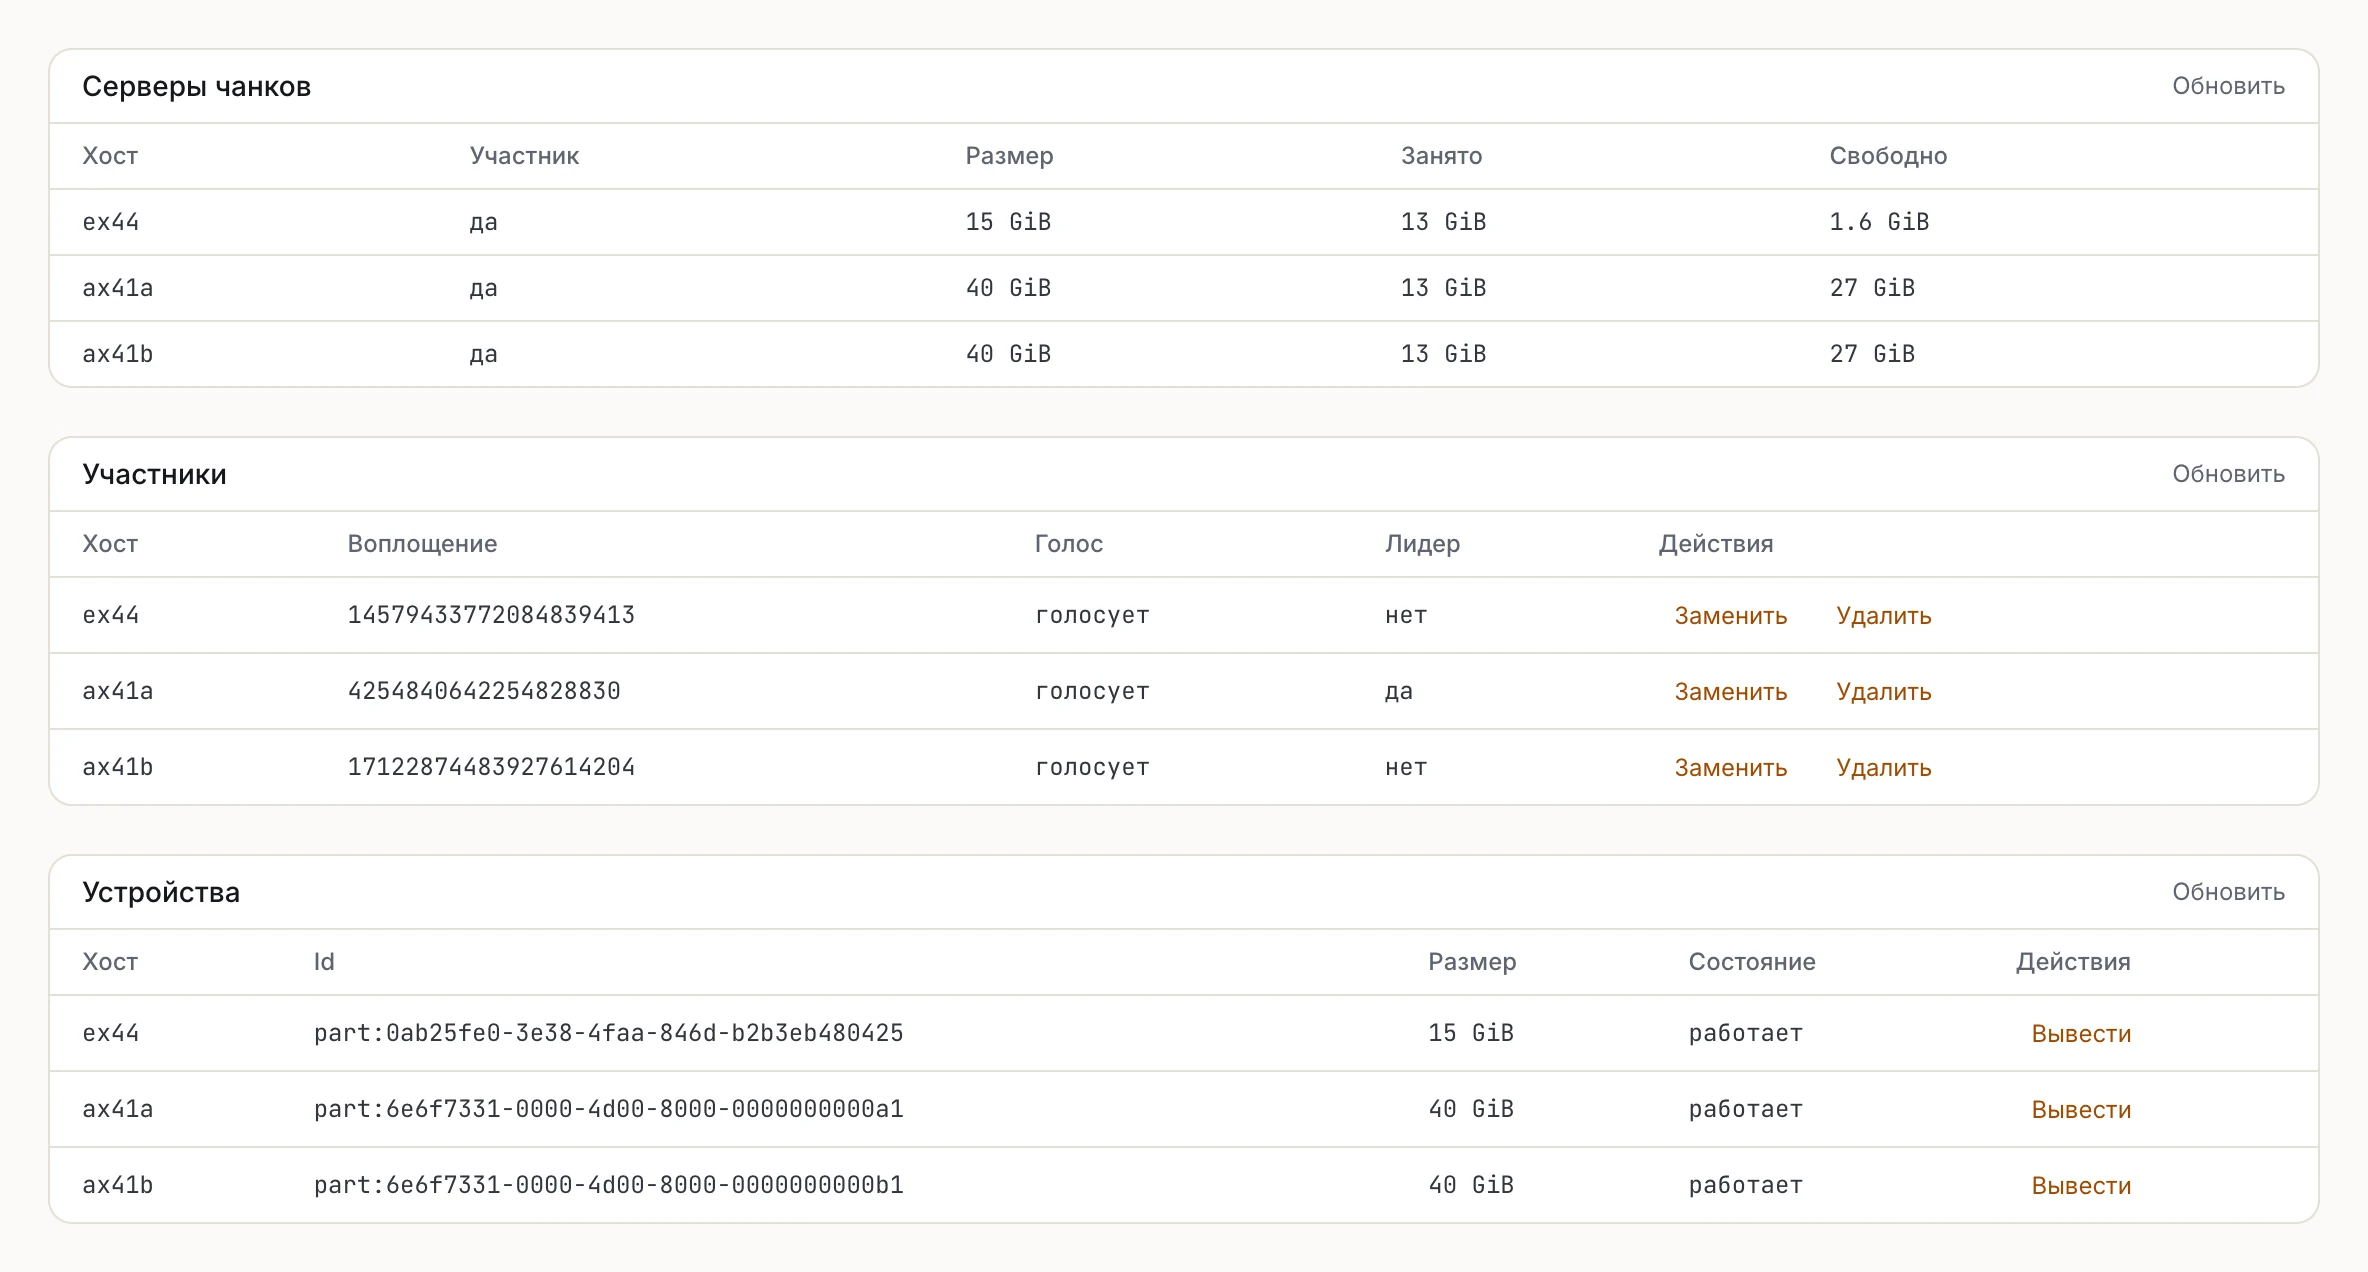 Серверы чанков Обновить
Хост Участник Размер Занято Свободно
ex44 да 15 GiB 13 GiB 1.6 GiB
ax41a да 40 GiB 13 GiB 27 GiB
ax41b да 40 GiB 13 GiB 27 GiB
Участники Обновить
Хост Воплощение Голос Лидер Действия
ex44 14579433772084839413 голосует нет Заменить Удалить
ax41a 4254840642254828830 голосует да Заменить Удалить
ax41b 17122874483927614204 голосует нет Заменить Удалить
Устройства Обновить
Хост Id Размер Состояние Действия
ex44 part:0ab25fe0-3e38-4faa-846d-b2b3eb480425 15 GiB работает Вывести
ax41a part:6e6f7331-0000-4d00-8000-0000000000a1 40 GiB работает Вывести
ax41b part:6e6f7331-0000-4d00-8000-0000000000b1 40 GiB работает Вывести